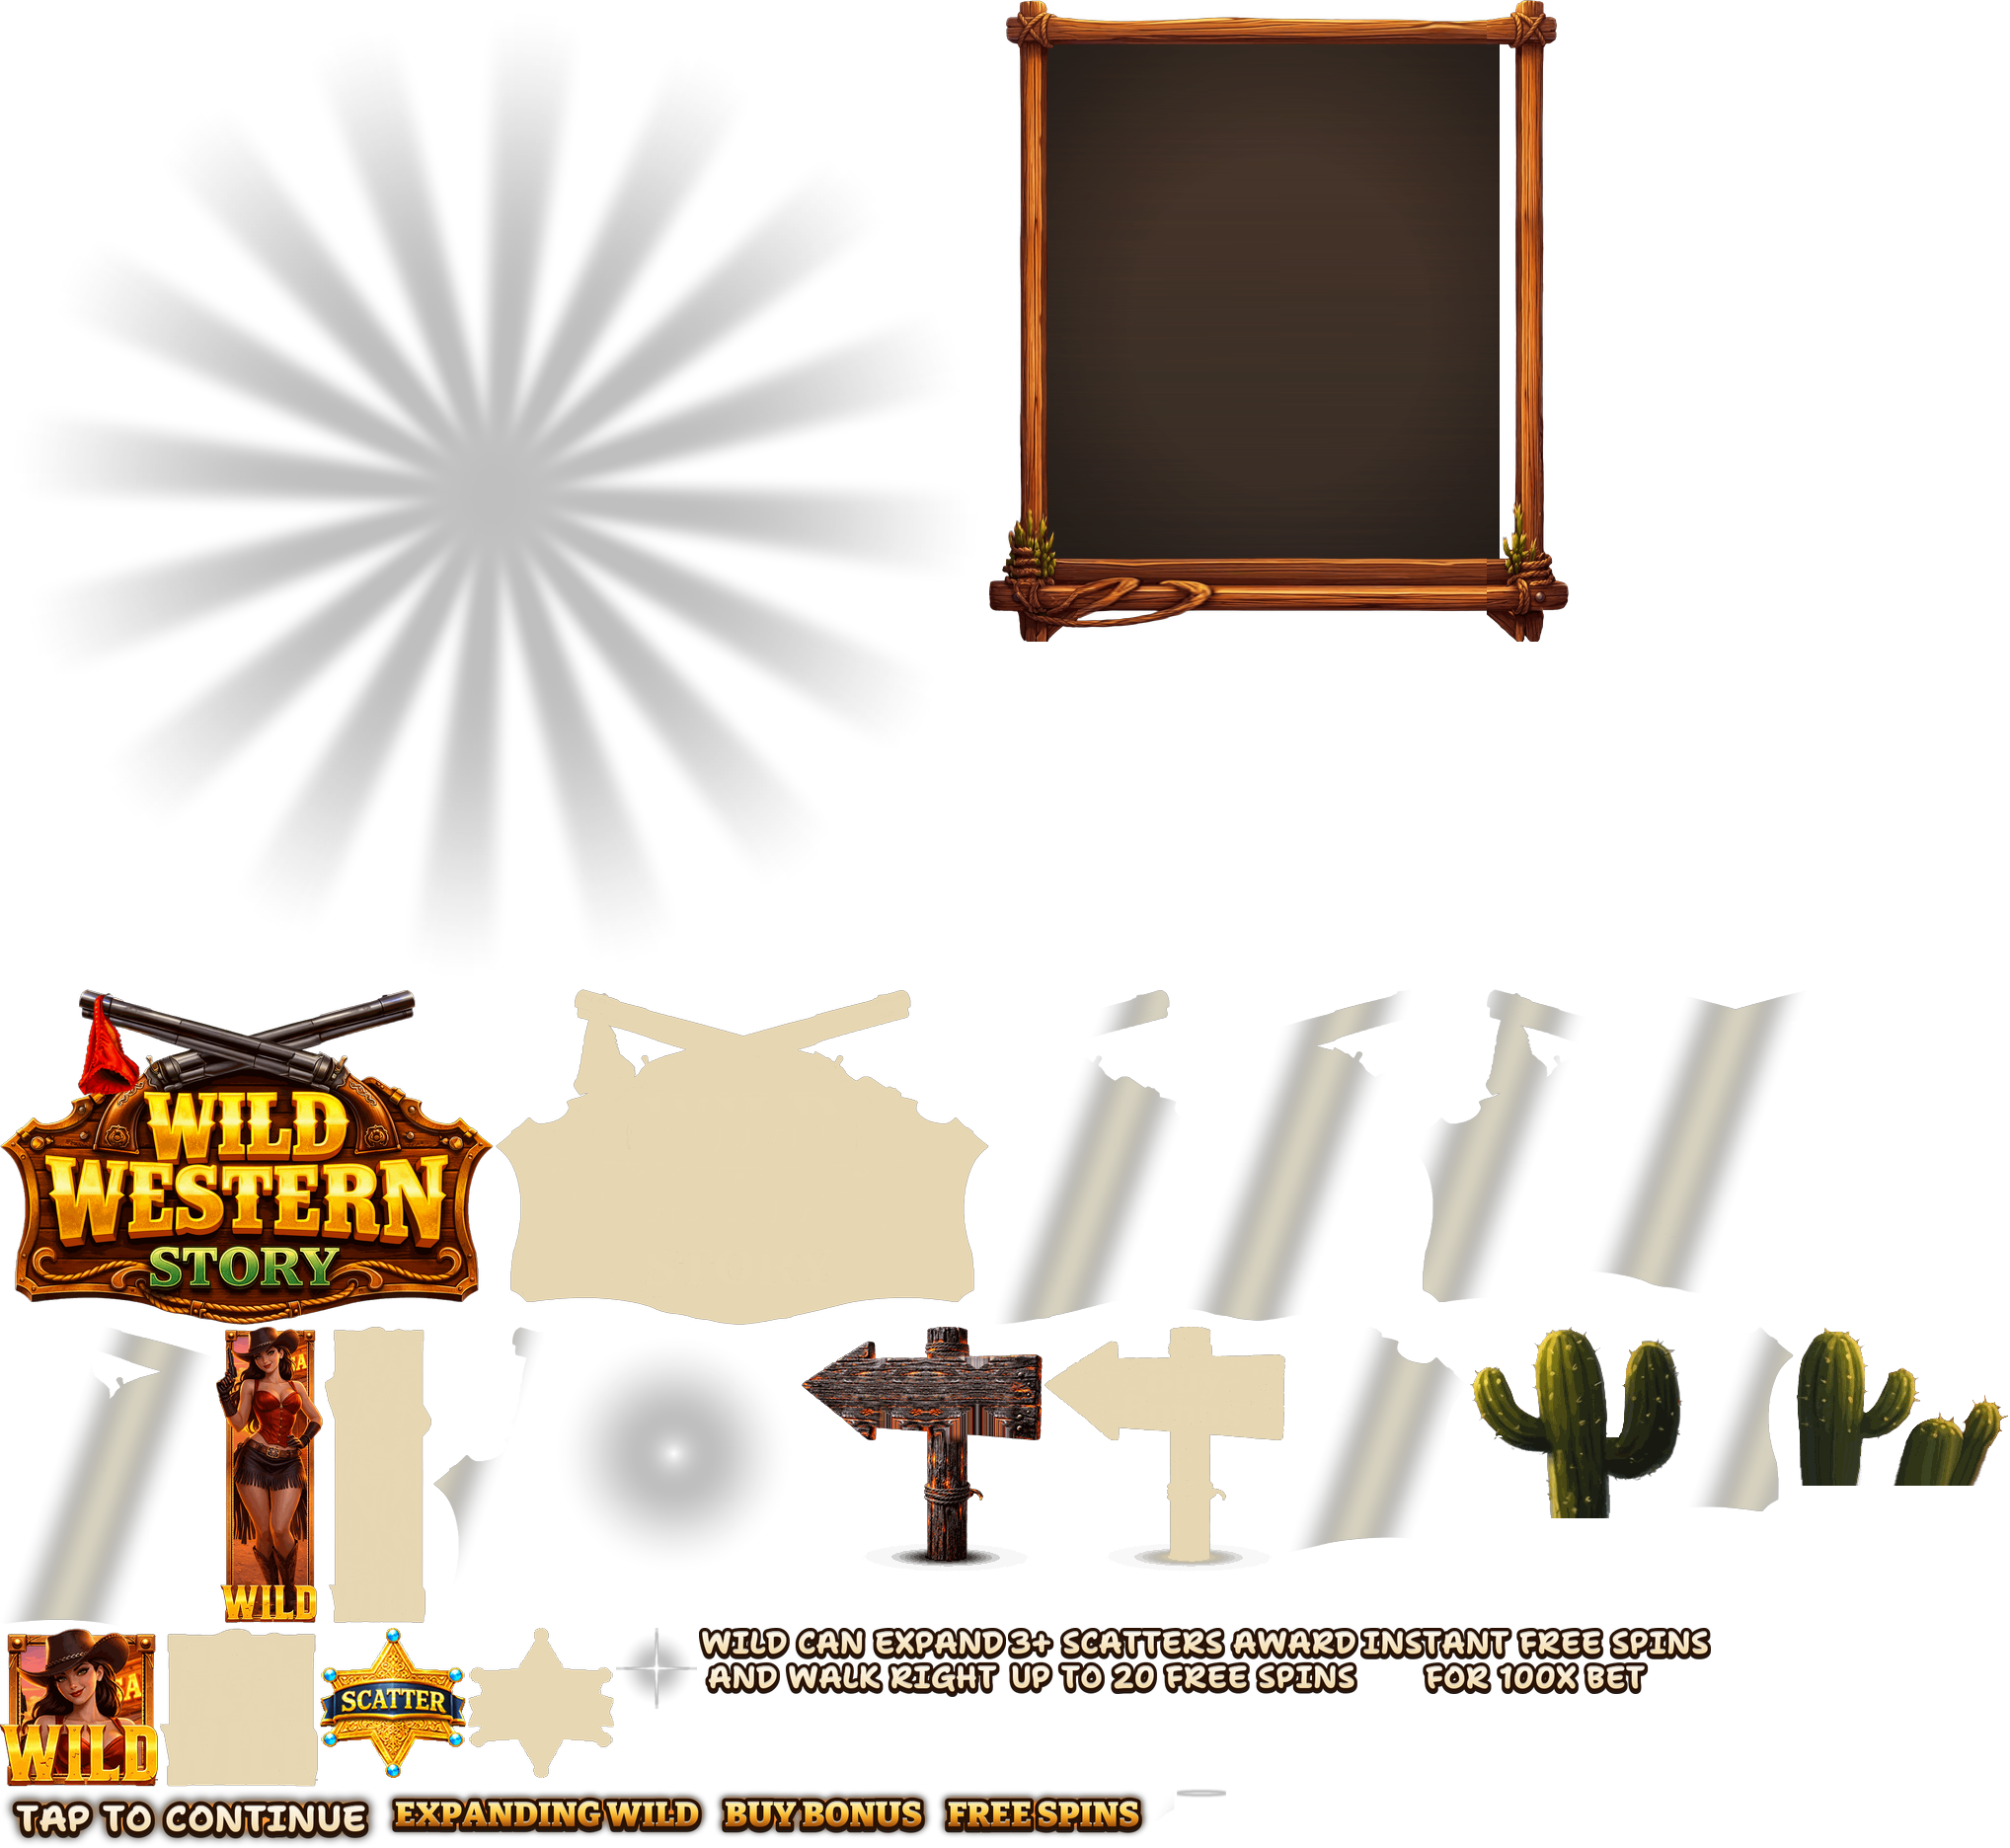 WILD
WESTERN
STORY
WILD
WILD CAN EXPAND
AND WALK RIGHT
3+ SCATTERS AWARD
UP TO 20 FREE SPINS
INSTANT FREE SPINS
FOR 100X BET
WILD
SCATTER
TAP TO CONTINUE
EXPANDING WILD
BUY BONUS
FREE SPINS